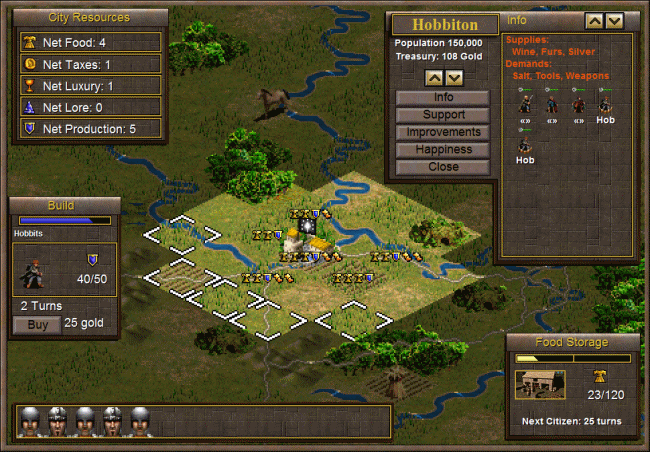 City Resources
Net Food: 4
Net Taxes: 1
Net Luxury: 1
Net Lore: 0
Net Production: 5
Hobbiton
Population 150,000
Treasury: 108 Gold
Info
Support
Improvements
Happiness
Close
Info
Supplies:
Wine, Furs, Silver
Demands:
Salt, Tools, Weapons
Hob
Hob
Build
Hobbits
40/50
2 Turns
Buy
25 gold
Food Storage
23/120
Next Citizen: 25 turns